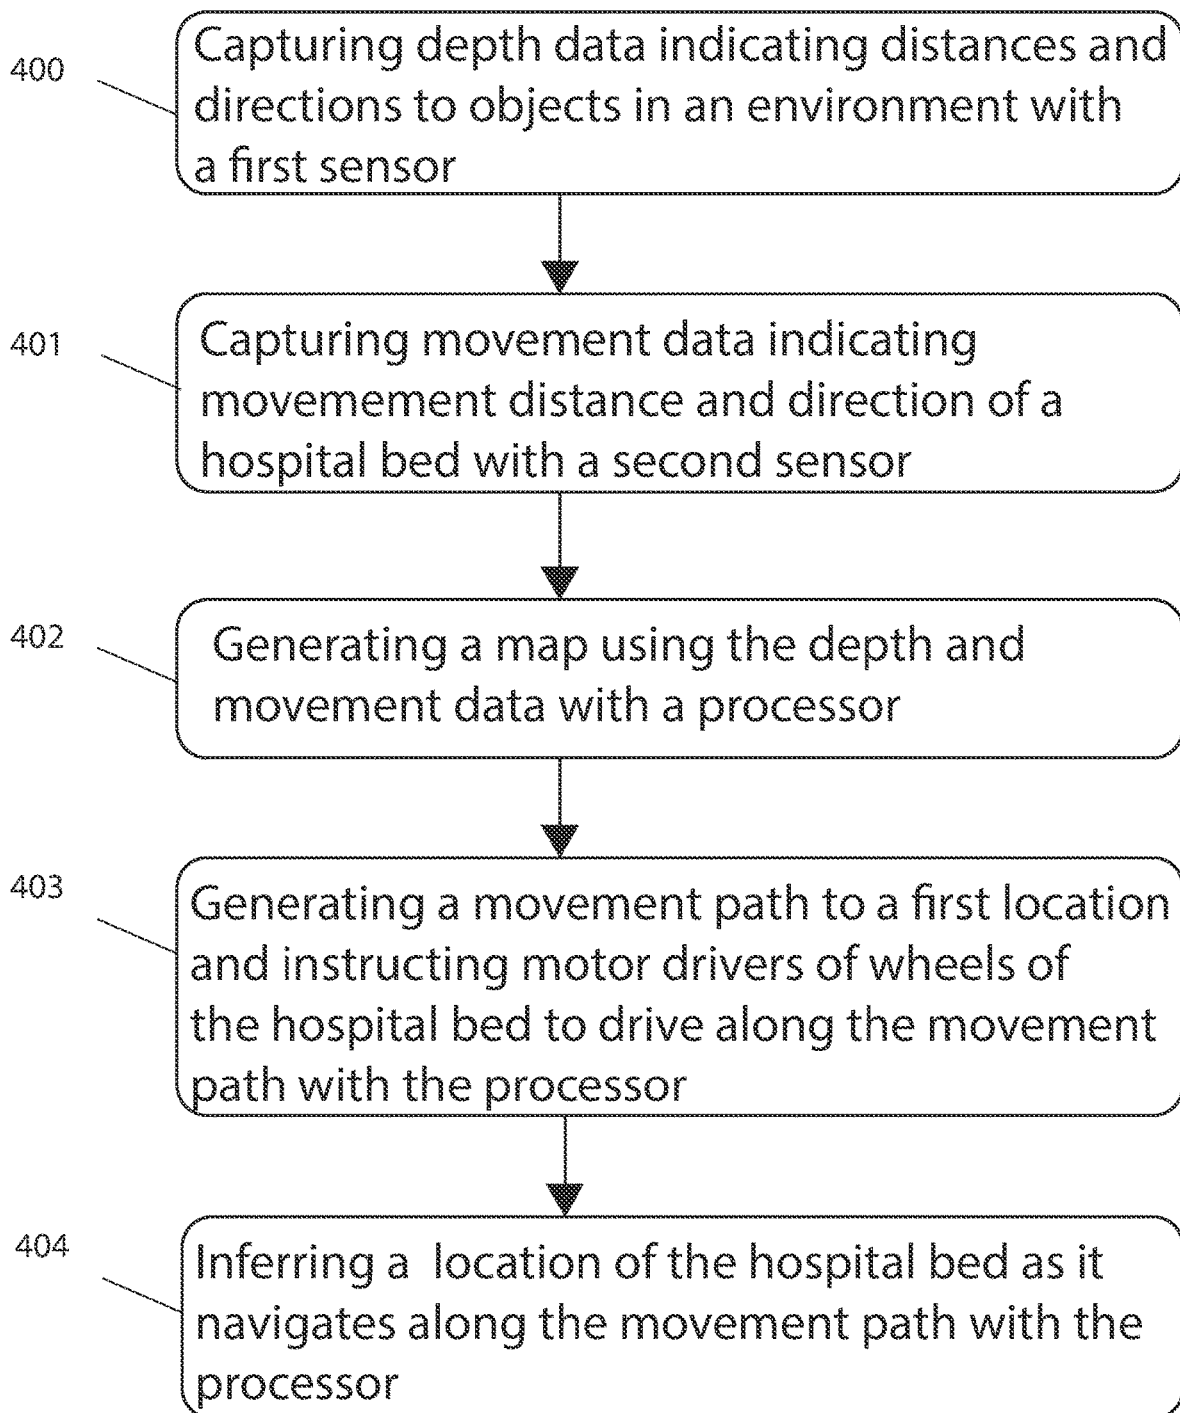 400
Capturing depth data indicating distances and
directions to objects in an environment with
a first sensor
401
Capturing movement data indicating
movemement distance and direction of a
hospital bed with a second sensor
402
Generating a map using the depth and
movement data with a processor
403
Generating a movement path to a first location
and instructing motor drivers of wheels of
the hospital bed to drive along the movement
path with the processor
404
Inferring a location of the hospital bed as it
navigates along the movement path with the
processor